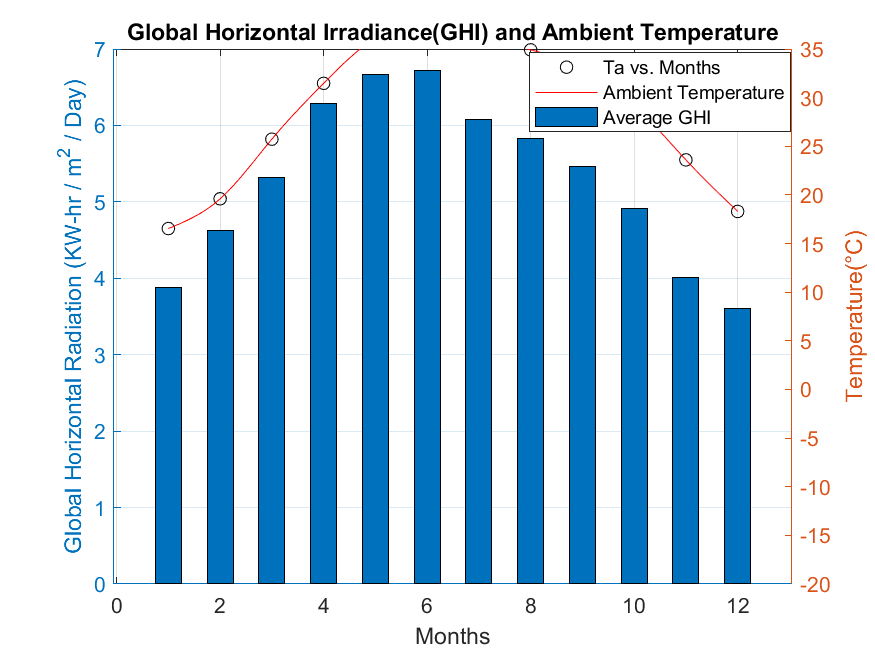 Global Horizontal Irradiance(GHI) and Ambient Temperature
Global Horizontal Radiation (KW-hr / m² / Day)
7
6
5
4
3
2
1
0
Ta vs. Months
Ambient Temperature
Average GHI
35
30
25
20
15
10
5
0
-5
-10
-15
-20
Temperature(°C)
0 2 4 6 8 10 12
Months